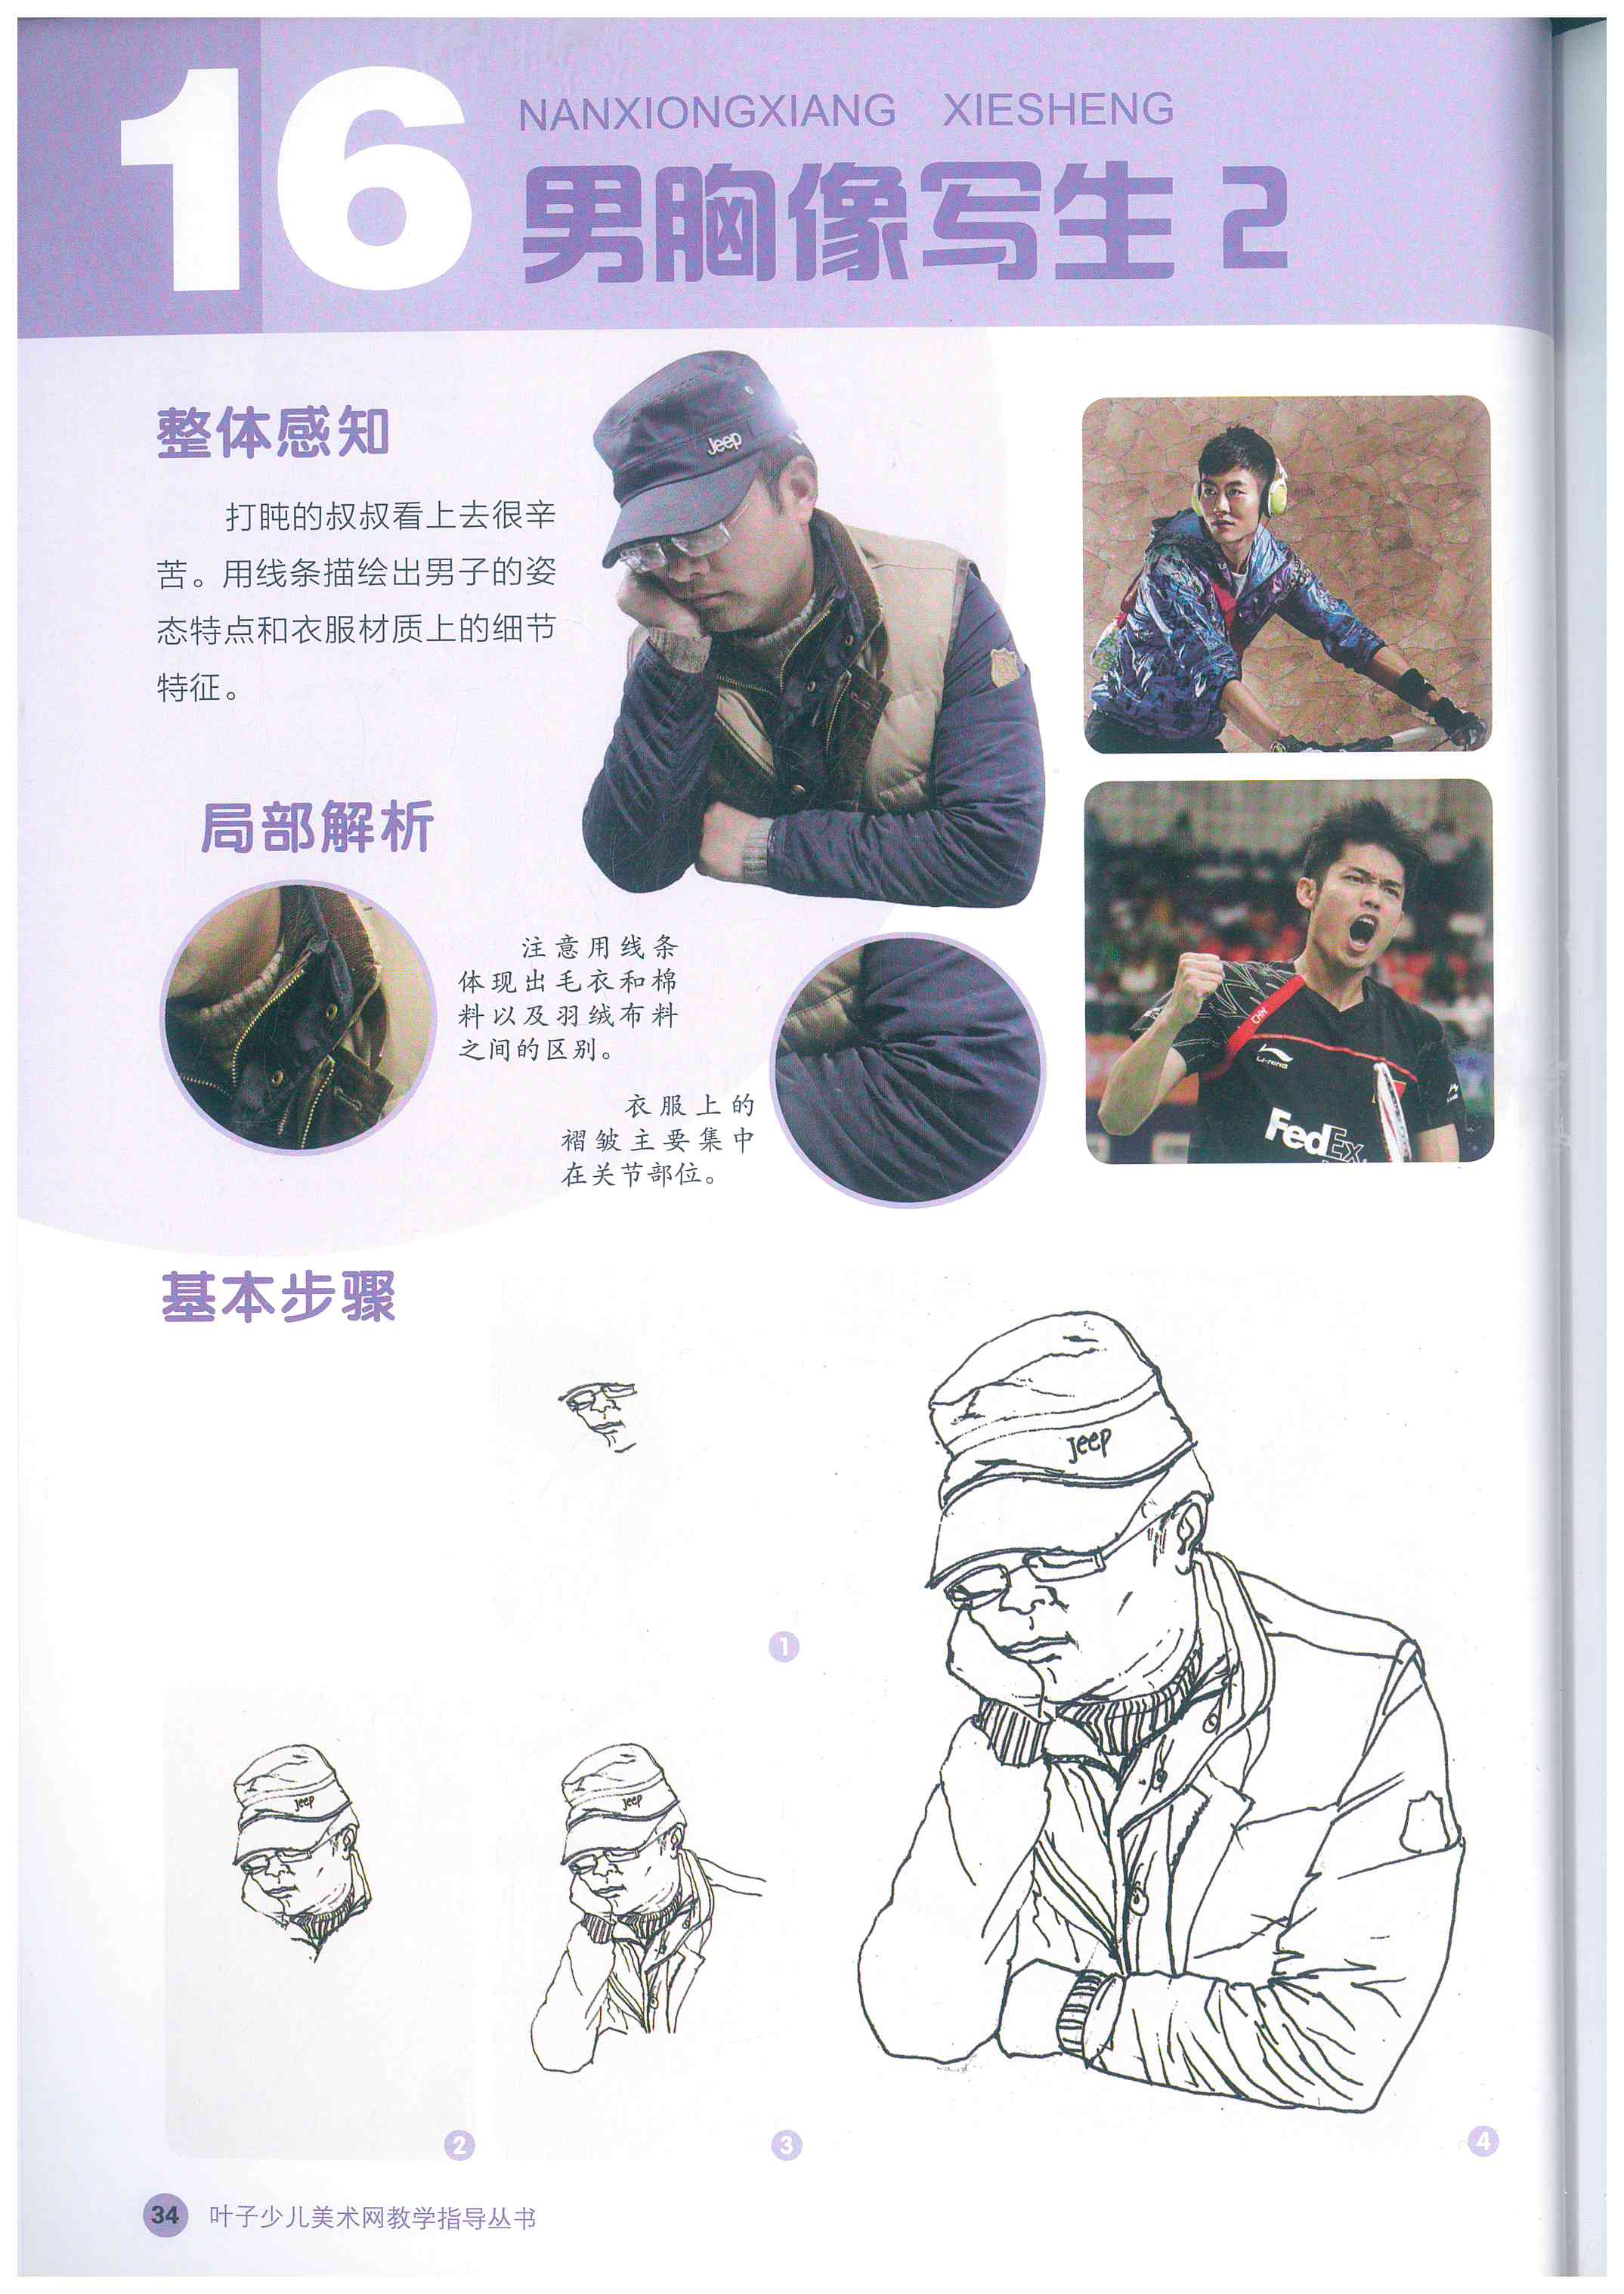 16
NANXIONGXIANG XIESHENG
男胸像写生 2
整体感知
打盹的叔叔看上去很辛
苦。用线条描绘出男子的姿
态特点和衣服材质上的细节
特征。
Jeep
局部解析
注意用线条
体现出毛衣和棉
料以及羽绒布料
之间的区别。
衣服上的
褶皱主要集中
在关节部位。
CHN
LI-NING
FedEx
基本步骤
1
Jeep
2
Jeep
3
Jeep
4
34 叶子少儿美术网教学指导丛书